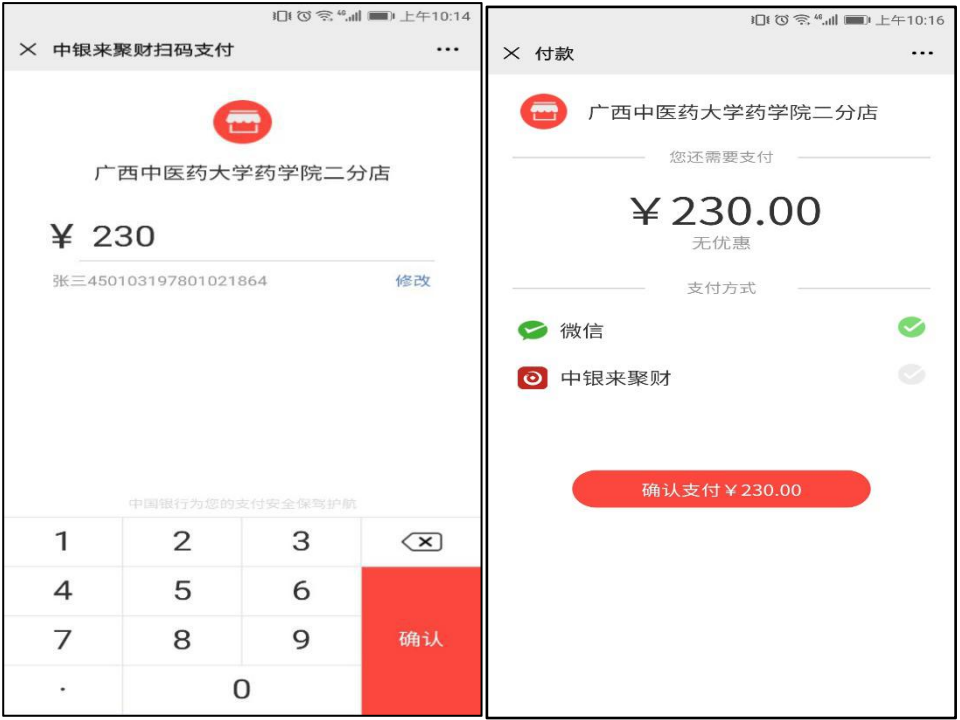 上午10:14
中银来聚财扫码支付
广西中医药大学药学院二分店
¥ 230
张三450103197801021864
修改
中国银行为您的支付安全保驾护航
1 2 3
4 5 6
7 8 9
确认
. 0
上午10:16
付款
广西中医药大学药学院二分店
您还需要支付
¥230.00
无优惠
支付方式
微信
中银来聚财
确认支付¥230.00